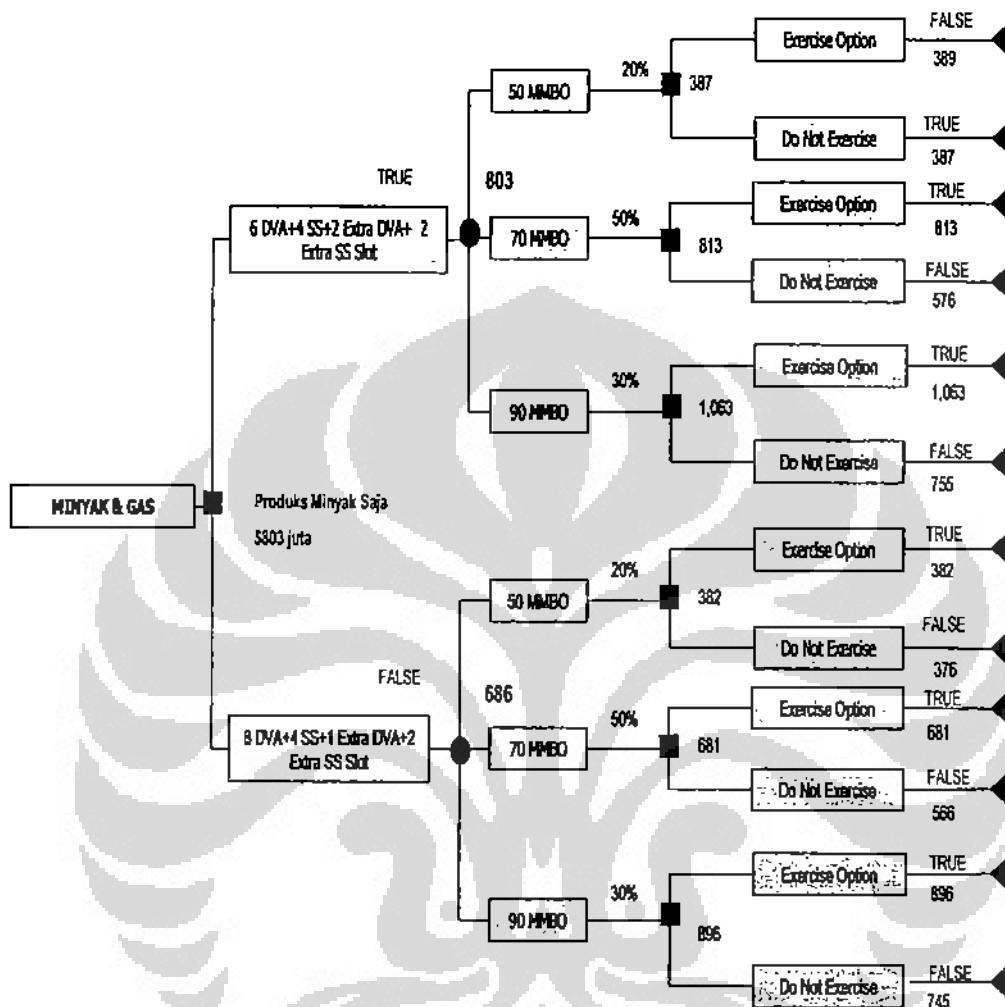 FALSE
Exercise Option
389
20%
387
50 MMBO
TRUE
Do Not Exercise
387
TRUE
803
TRUE
Exercise Option
813
6 DVA+4 SS+2 Extra DVA+ 2
Extra SS Slot
70 MMBO
50%
813
FALSE
Do Not Exercise
576
TRUE
Exercise Option
1,063
30%
90 MMBO
1,063
FALSE
Do Not Exercise
755
MINYAK & GAS
Produks Minyak Saja
$803 juta
TRUE
Exercise Option
382
20%
50 MMBO
382
FALSE
Do Not Exercise
376
FALSE
686
TRUE
Exercise Option
681
8 DVA+4 SS+1 Extra DVA+2
Extra SS Slot
50%
70 MMBO
681
FALSE
Do Not Exercise
566
TRUE
Exercise Option
896
30%
90 MMBO
896
FALSE
Do Not Exercise
745